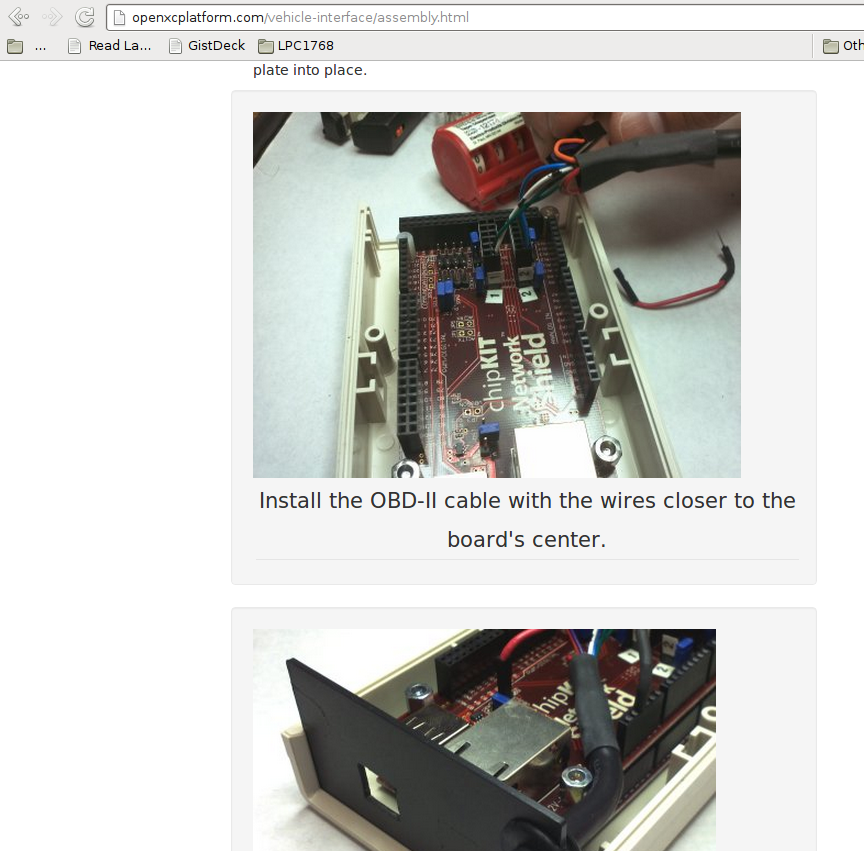 openxcplatform.com/vehicle-interface/assembly.html
... Read La... GistDeck LPC1768 Oth
plate into place.
1 2
chipKIT
Network
Shield
Install the OBD-II cable with the wires closer to the
board's center.
1 2